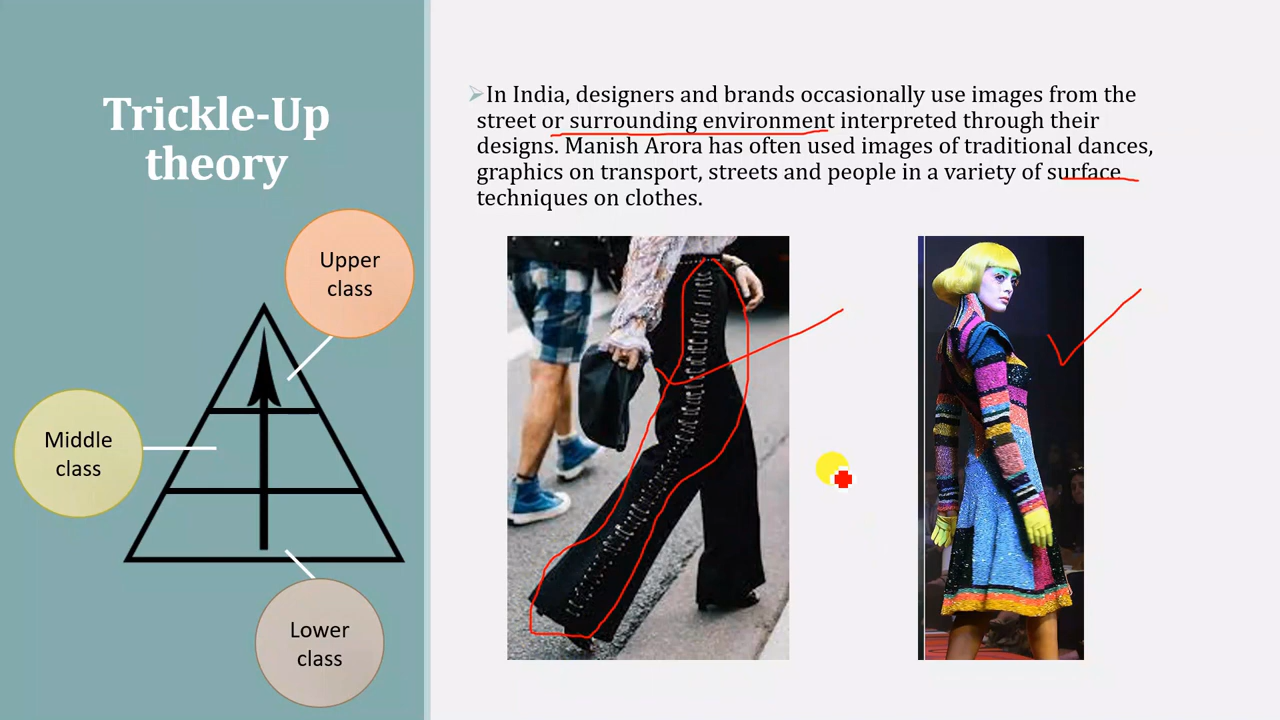 Trickle-Up
theory
Upper
class
Middle
class
Lower
class
In India, designers and brands occasionally use images from the
street or surrounding environment interpreted through their
designs. Manish Arora has often used images of traditional dances,
graphics on transport, streets and people in a variety of surface
techniques on clothes.